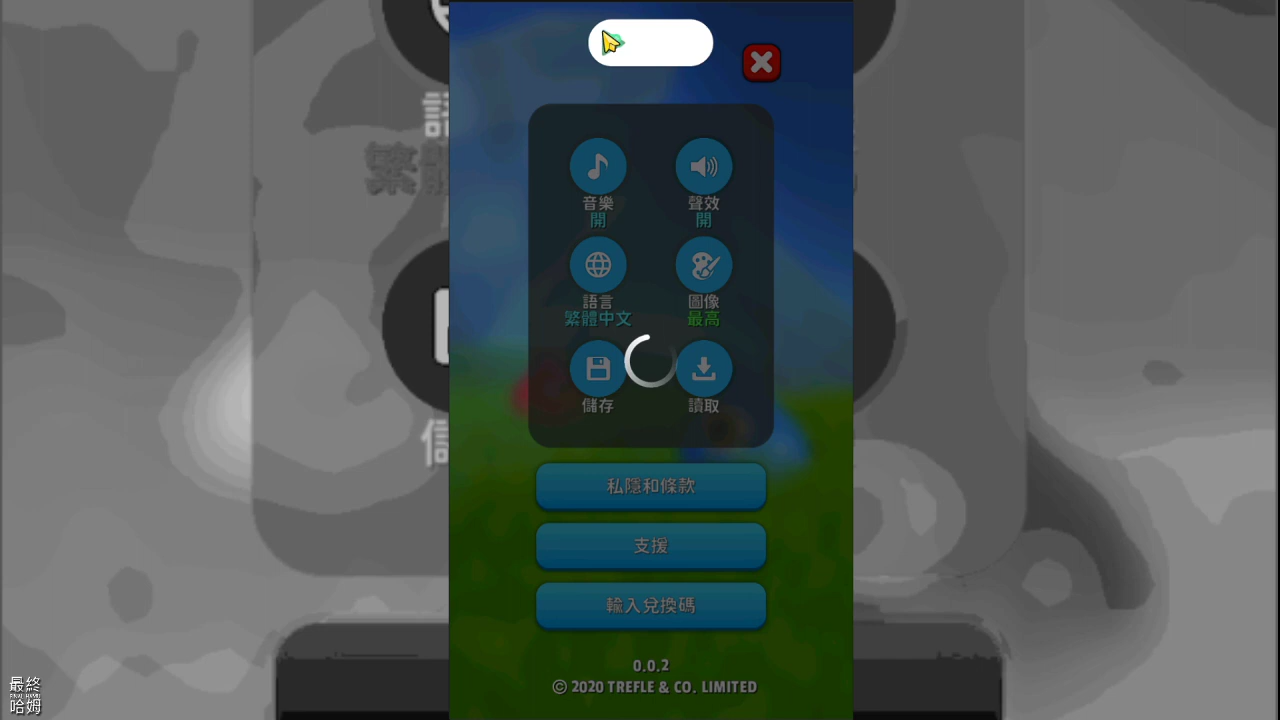 音樂
開
聲效
開
語言
繁體中文
圖像
最高
儲存
讀取
私隱和條款
支援
輸入兌換碼
0.0.2
© 2020 TREFLE & CO. LIMITED
最終
哈姆